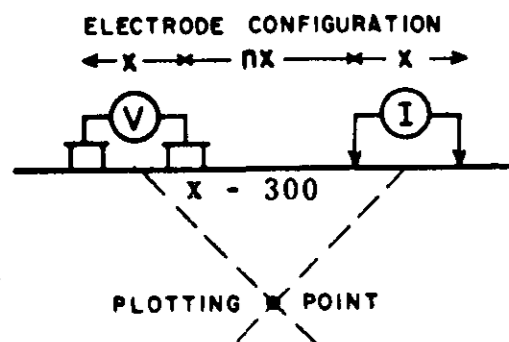 ELECTRODE CONFIGURATION
x nx x
V I
x - 300
PLOTTING POINT